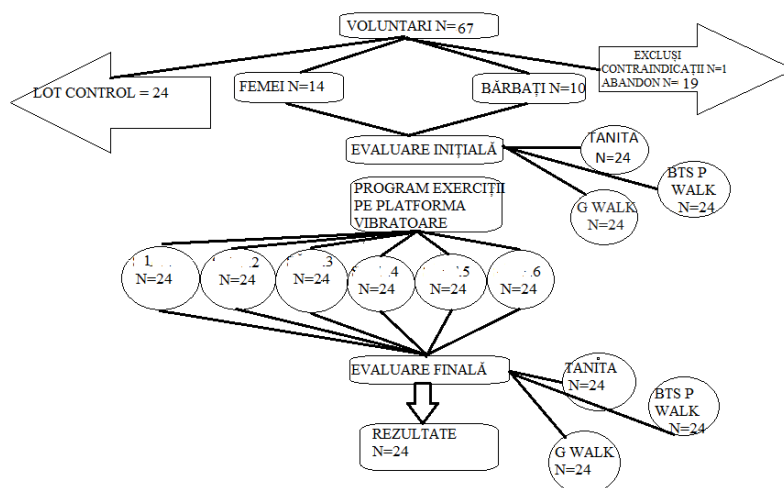 VOLUNTARI N=67
EXCLUȘI
CONTRAINDICAȚII N=1
ABANDON N= 19
LOT CONTROL = 24
FEMEI N=14
BĂRBAȚI N=10
EVALUARE INIȚIALĂ
TANITA
N=24
BTS P
WALK
N=24
G WALK
N=24
PROGRAM EXERCIȚII
PE PLATFORMA
VIBRATOARE
1
N=24
.2
N=24
.3
N=24
.4
N=24
.5
N=24
.6
N=24
EVALUARE FINALĂ
TANITA
N=24
BTS P
WALK
N=24
REZULTATE
N=24
G WALK
N=24